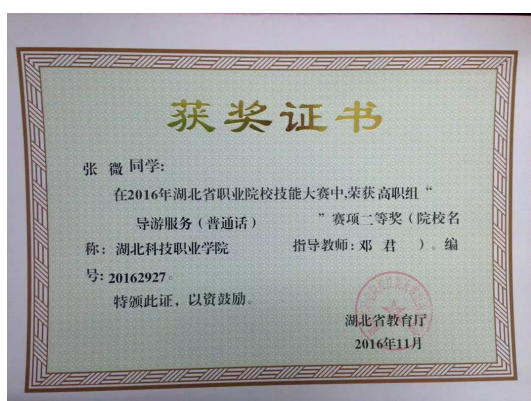 获奖证书
张 微 同学:
在2016年湖北省职业院校技能大赛中,荣获 高职组 “
导游服务（普通话） ” 赛项二等奖（院校名
称: 湖北科技职业学院 指导教师: 邓 君 ）。编
号: 20162927。
特颁此证，以资鼓励。
湖北省教育厅
2016年11月